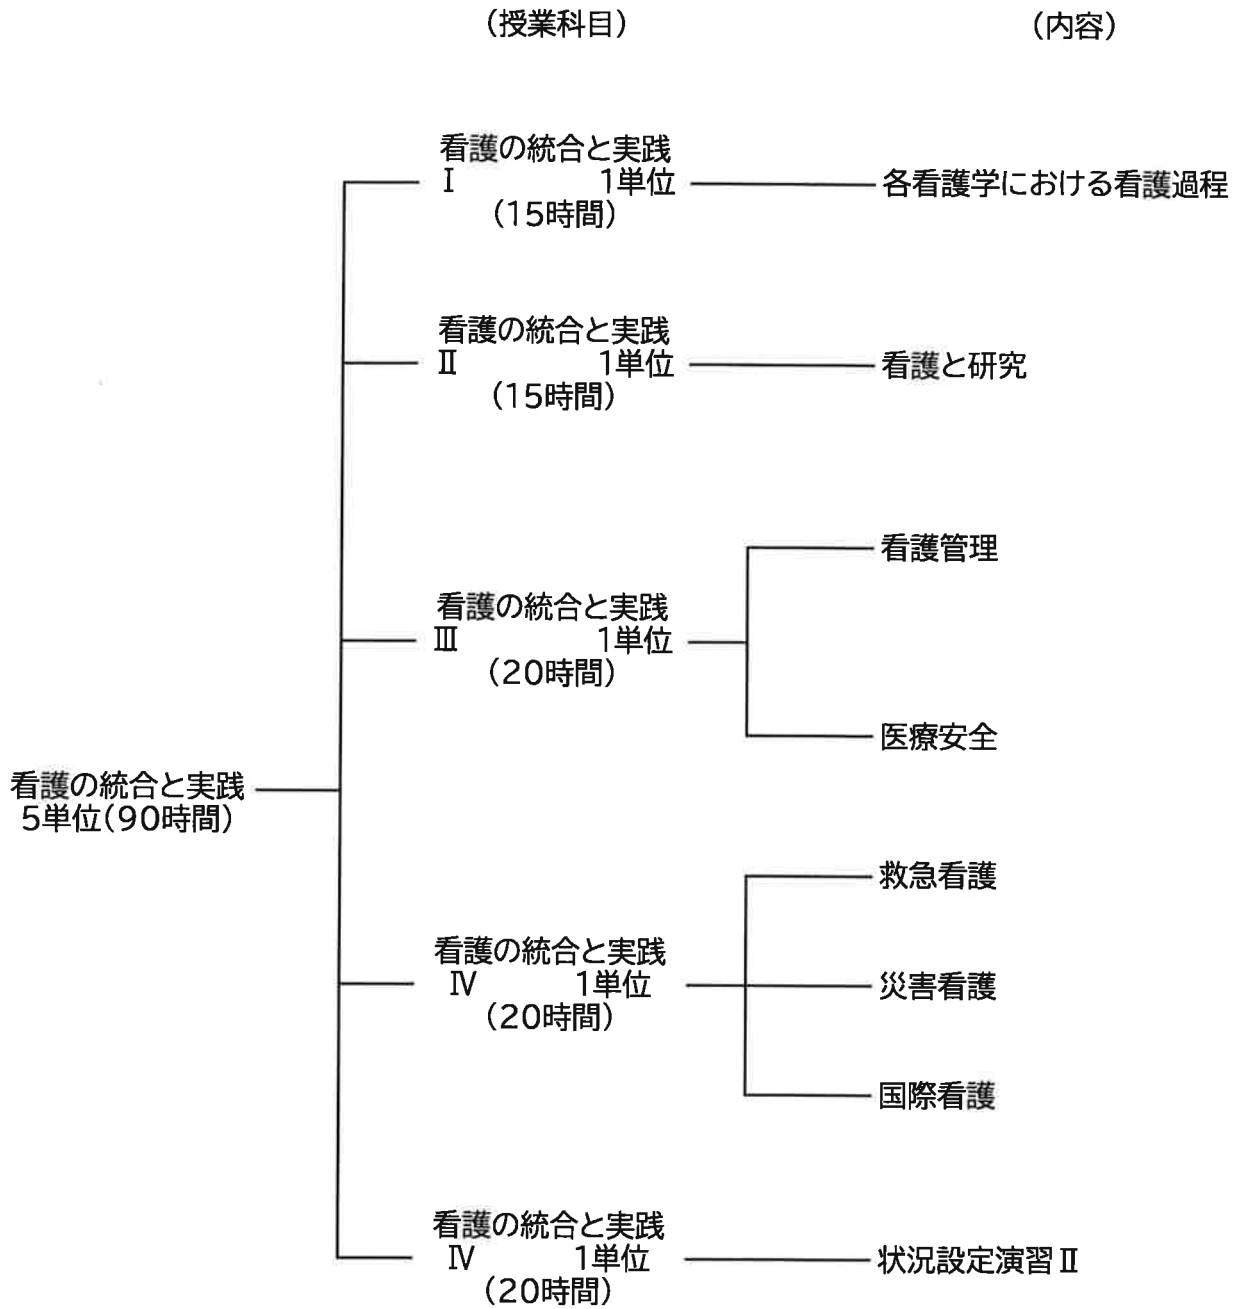 （授業科目）
（内容）
看護の統合と実践
Ⅰ 1単位
（15時間）
各看護学における看護過程
看護の統合と実践
Ⅱ 1単位
（15時間）
看護と研究
看護管理
看護の統合と実践
Ⅲ 1単位
（20時間）
医療安全
看護の統合と実践
5単位（90時間）
救急看護
看護の統合と実践
Ⅳ 1単位
（20時間）
災害看護
国際看護
看護の統合と実践
Ⅳ 1単位
（20時間）
状況設定演習Ⅱ